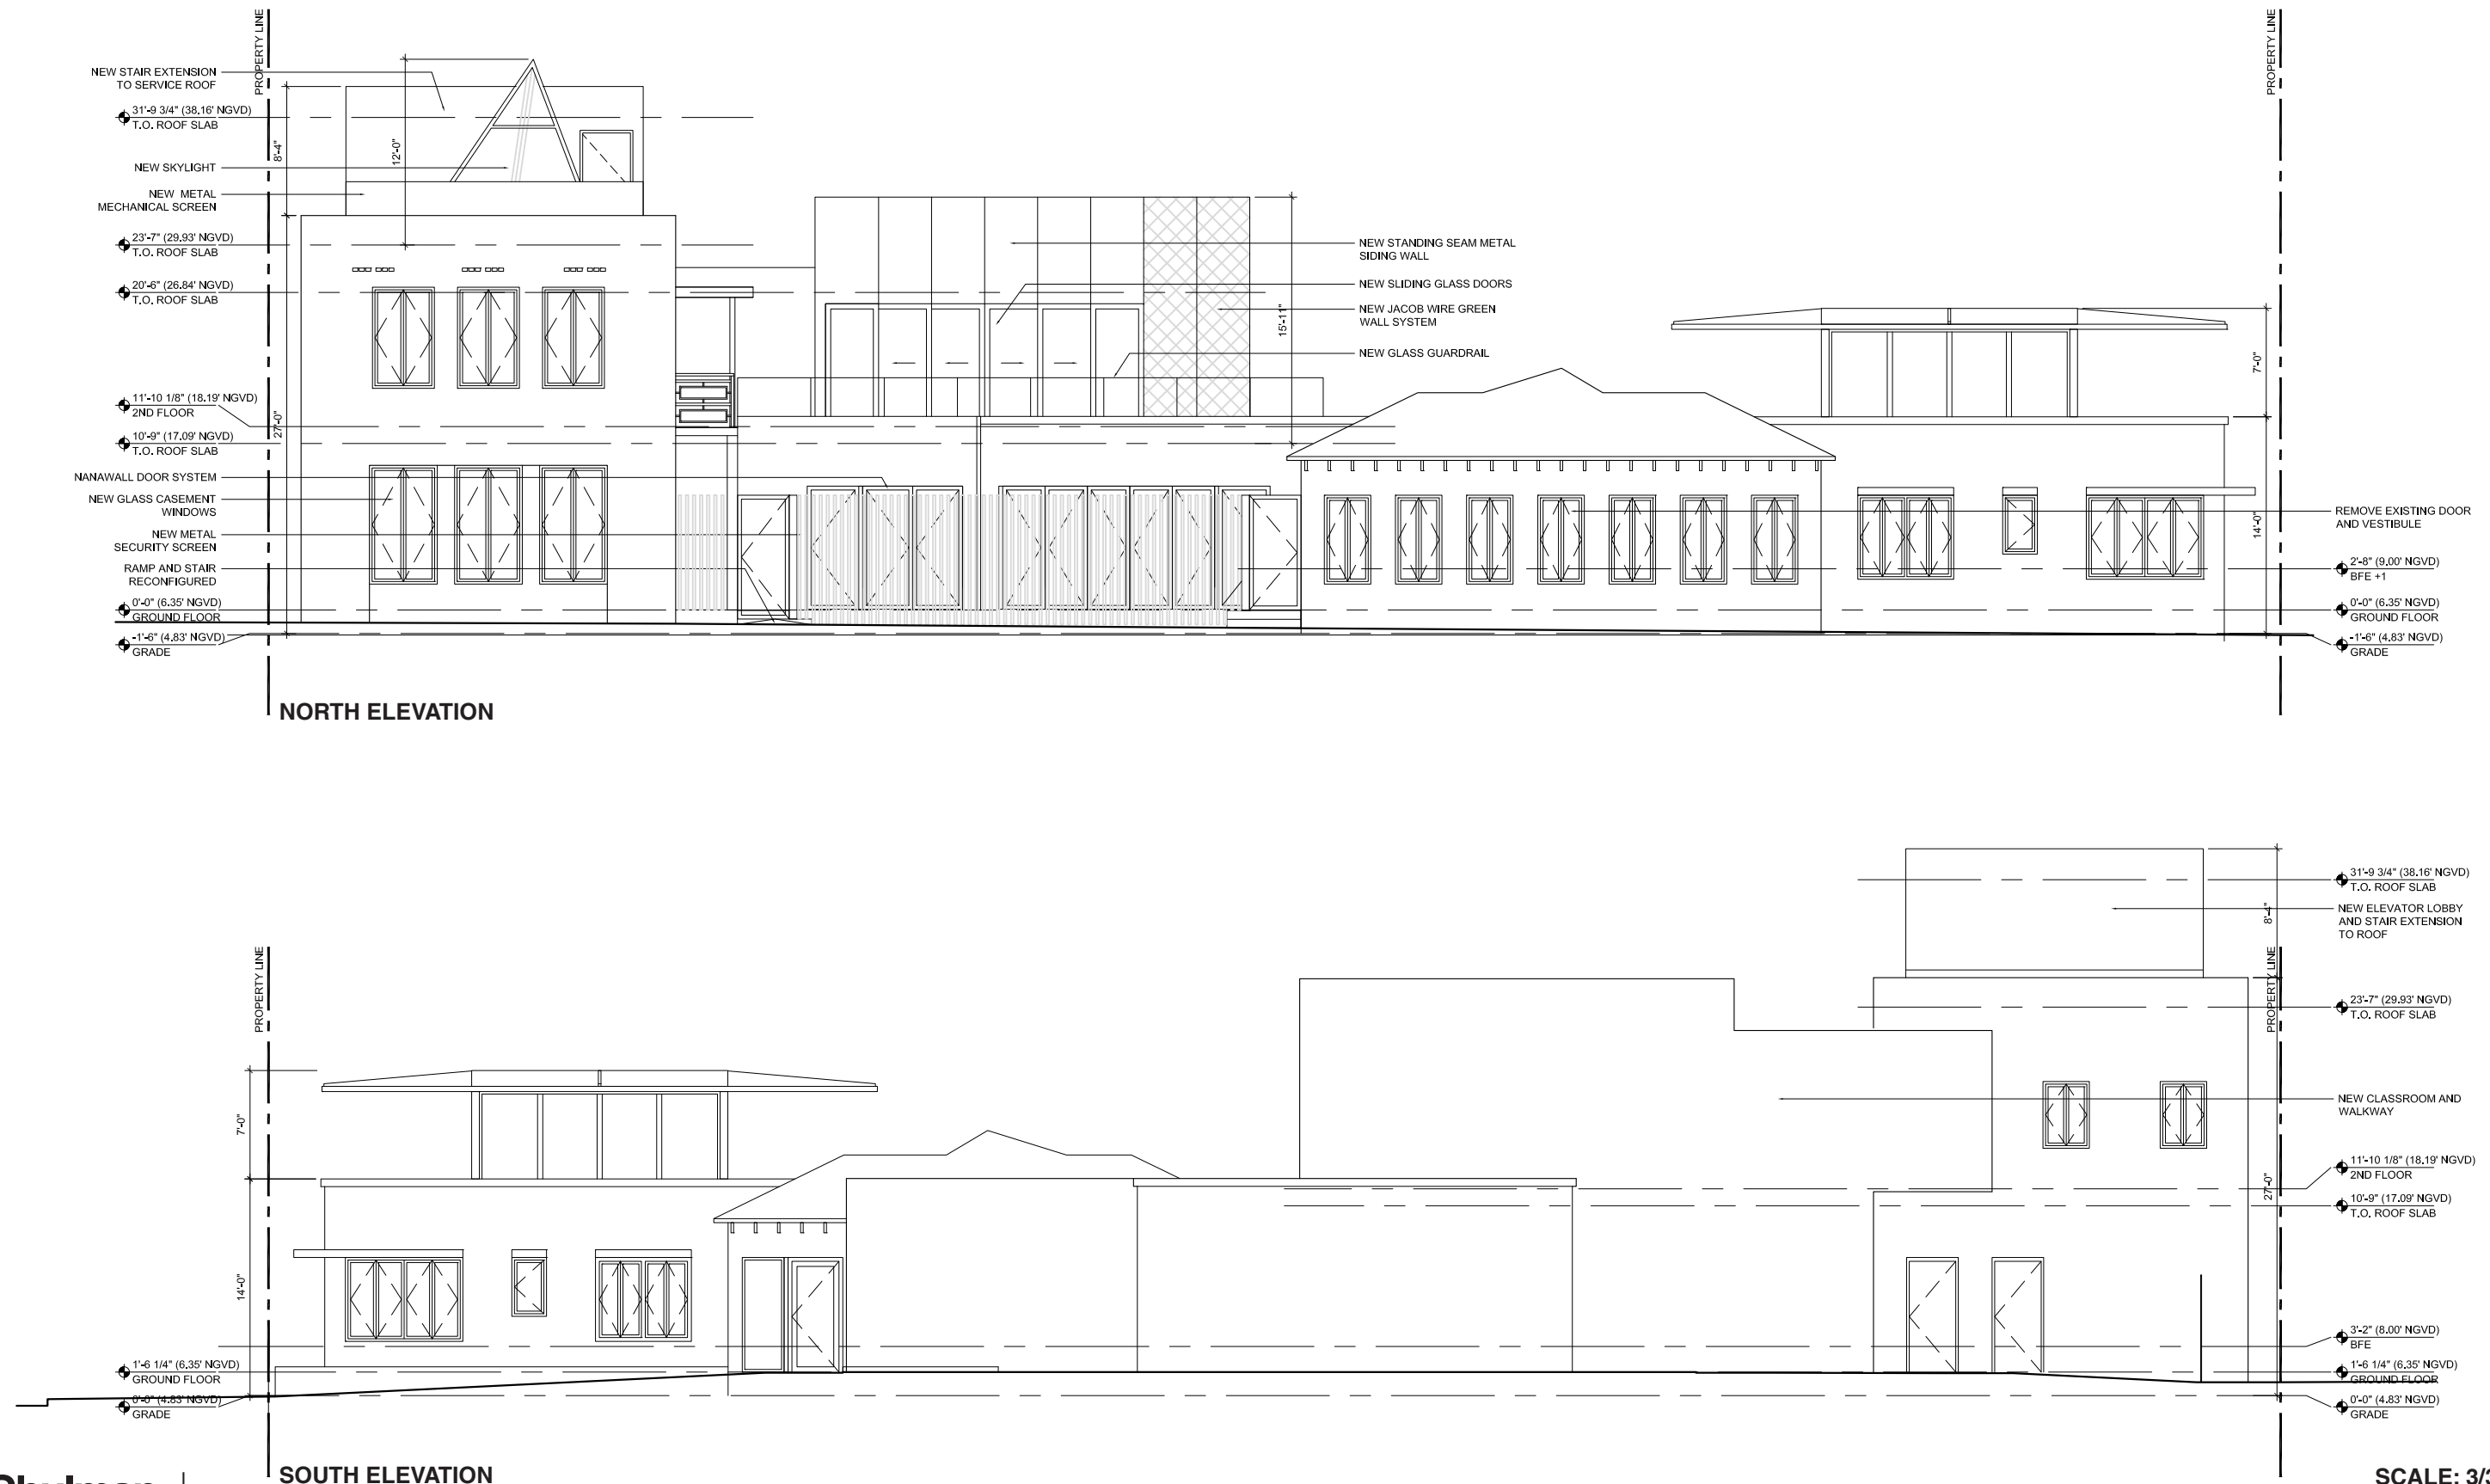 PROPERTY LINE
PROPERTY LINE
NEW STAIR EXTENSION
TO SERVICE ROOF
31'-9 3/4" (38.16' NGVD)
T.O. ROOF SLAB
8'-4"
12'-0"
NEW SKYLIGHT
NEW METAL
MECHANICAL SCREEN
23'-7" (29.93' NGVD)
T.O. ROOF SLAB
20'-6" (26.84' NGVD)
T.O. ROOF SLAB
11'-10 1/8" (18.19' NGVD)
2ND FLOOR
27'-0"
10'-9" (17.09' NGVD)
T.O. ROOF SLAB
NANAWALL DOOR SYSTEM
NEW GLASS CASEMENT
WINDOWS
NEW METAL
SECURITY SCREEN
RAMP AND STAIR
RECONFIGURED
0'-0" (6.35' NGVD)
GROUND FLOOR
-1'-6" (4.83' NGVD)
GRADE
NEW STANDING SEAM METAL
SIDING WALL
NEW SLIDING GLASS DOORS
NEW JACOB WIRE GREEN
WALL SYSTEM
15'-11"
NEW GLASS GUARDRAIL
7'-0"
14'-0"
REMOVE EXISTING DOOR
AND VESTIBULE
2'-8" (9.00' NGVD)
BFE +1
0'-0" (6.35' NGVD)
GROUND FLOOR
-1'-6" (4.83' NGVD)
GRADE
NORTH ELEVATION
PROPERTY LINE
7'-0"
14'-0"
1'-6 1/4" (6.35' NGVD)
GROUND FLOOR
0'-0" (4.83' NGVD)
GRADE
31'-9 3/4" (38.16' NGVD)
T.O. ROOF SLAB
8'-4"
NEW ELEVATOR LOBBY
AND STAIR EXTENSION
TO ROOF
PROPERTY LINE
23'-7" (29.93' NGVD)
T.O. ROOF SLAB
NEW CLASSROOM AND
WALKWAY
11'-10 1/8" (18.19' NGVD)
2ND FLOOR
27'-0"
10'-9" (17.09' NGVD)
T.O. ROOF SLAB
3'-2" (8.00' NGVD)
BFE
1'-6 1/4" (6.35' NGVD)
GROUND FLOOR
0'-0" (4.83' NGVD)
GRADE
SOUTH ELEVATION
SCALE: